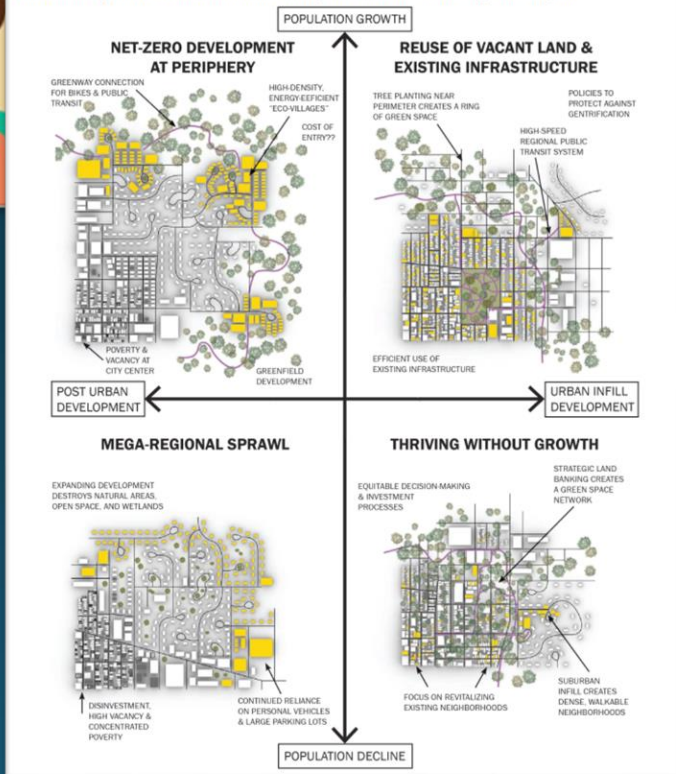 POPULATION GROWTH
NET-ZERO DEVELOPMENT
AT PERIPHERY
GREENWAY CONNECTION
FOR BIKES & PUBLIC
TRANSIT
HIGH-DENSITY,
ENERGY-EFFICIENT
"ECO-VILLAGES"
COST OF
ENTRY??
POVERTY &
VACANCY AT
CITY CENTER
GREENFIELD
DEVELOPMENT
REUSE OF VACANT LAND &
EXISTING INFRASTRUCTURE
TREE PLANTING NEAR
PERIMETER CREATES A RING
OF GREEN SPACE
POLICIES TO
PROTECT AGAINST
GENTRIFICATION
HIGH-SPEED
REGIONAL PUBLIC
TRANSIT SYSTEM
EFFICIENT USE OF
EXISTING INFRASTRUCTURE
POST URBAN
DEVELOPMENT
URBAN INFILL
DEVELOPMENT
MEGA-REGIONAL SPRAWL
EXPANDING DEVELOPMENT
DESTROYS NATURAL AREAS,
OPEN SPACE, AND WETLANDS
DISINVESTMENT,
HIGH VACANCY &
CONCENTRATED
POVERTY
CONTINUED RELIANCE
ON PERSONAL VEHICLES
& LARGE PARKING LOTS
THRIVING WITHOUT GROWTH
EQUITABLE DECISION-MAKING
& INVESTMENT
PROCESSES
STRATEGIC LAND
BANKING CREATES
A GREEN SPACE
NETWORK
FOCUS ON REVITALIZING
EXISTING NEIGHBORHOODS
SUBURBAN
INFILL CREATES
DENSE, WALKABLE
NEIGHBORHOODS
POPULATION DECLINE